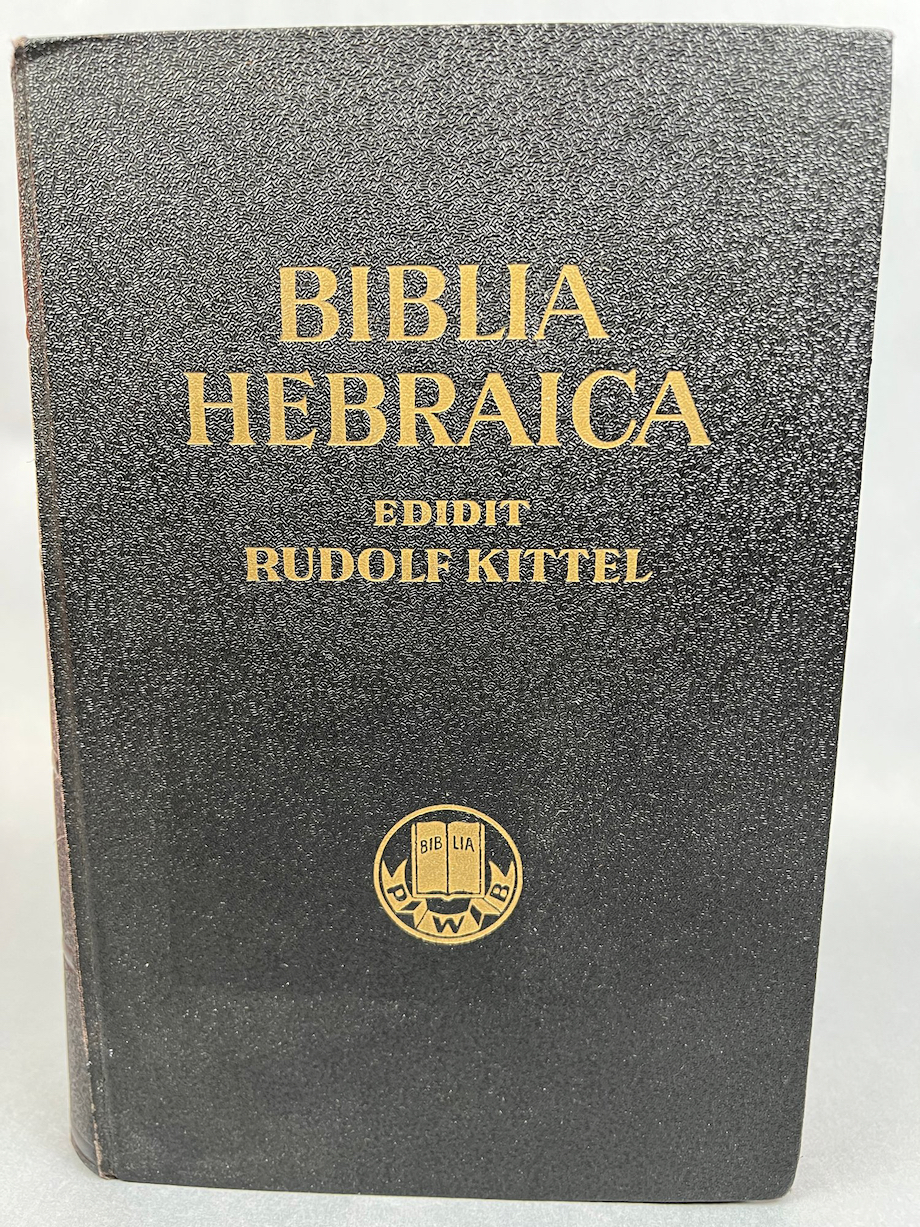 BIBLIA
HEBRAICA
EDIDIT
RUDOLF KITTEL
BIB LIA
P W B